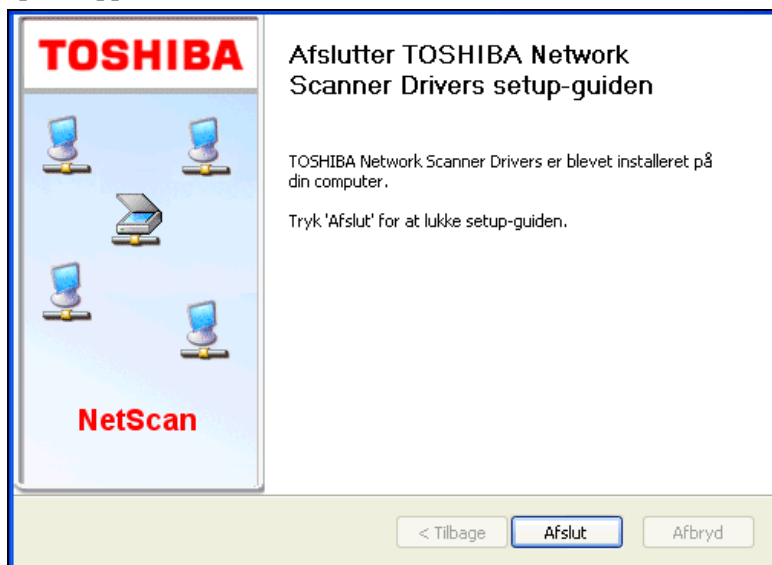 TOSHIBA
NetScan
Afslutter TOSHIBA Network
Scanner Drivers setup-guiden
TOSHIBA Network Scanner Drivers er blevet installeret på
din computer.
Tryk 'Afslut' for at lukke setup-guiden.
< Tilbage
Afslut
Afbryd